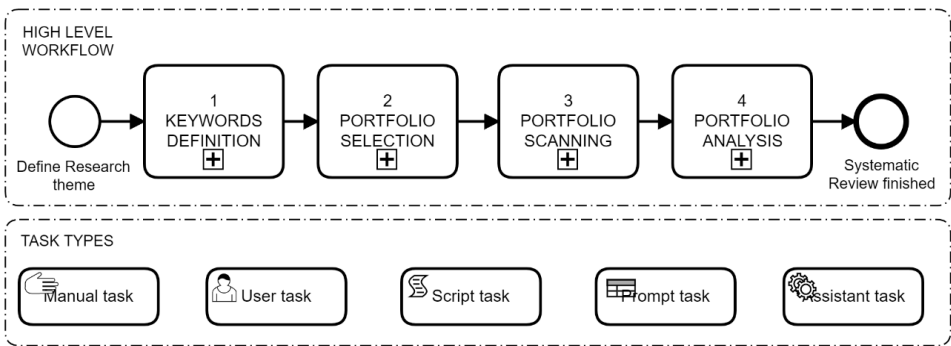 HIGH LEVEL
WORKFLOW
1
KEYWORDS
DEFINITION
2
PORTFOLIO
SELECTION
3
PORTFOLIO
SCANNING
4
PORTFOLIO
ANALYSIS
Define Research
theme
Systematic
Review finished
TASK TYPES
Manual task
User task
Script task
Prompt task
Assistant task